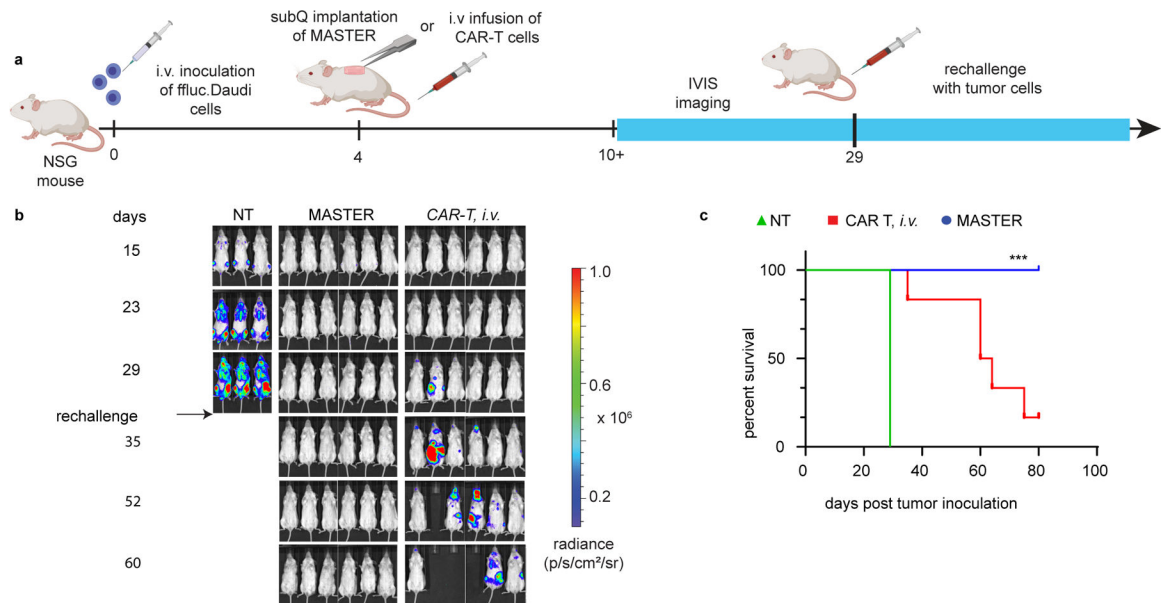 a
subQ implantation
of MASTER
or
i.v infusion of
CAR-T cells
i.v. inoculation
of ffluc.Daudi
cells
IVIS
imaging
rechallenge
with tumor cells
NSG
mouse
0
4
10+
29
b
days
NT
MASTER
CAR-T, i.v.
15
23
29
rechallenge
35
52
60
1.0
0.6
x 10⁶
0.2
radiance
(p/s/cm²/sr)
c
NT
CAR T, i.v.
MASTER
***
100
50
0
percent survival
0
20
40
60
80
100
days post tumor inoculation